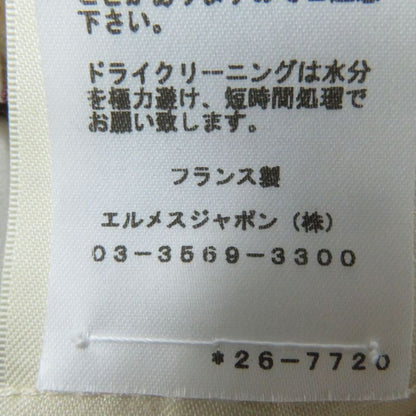 下さい。
ドライクリーニングは水分
を極力避け、短時間処理で
お願い致します。
フランス製
エルメスジャポン（株）
03-3569-3300
*26-7720